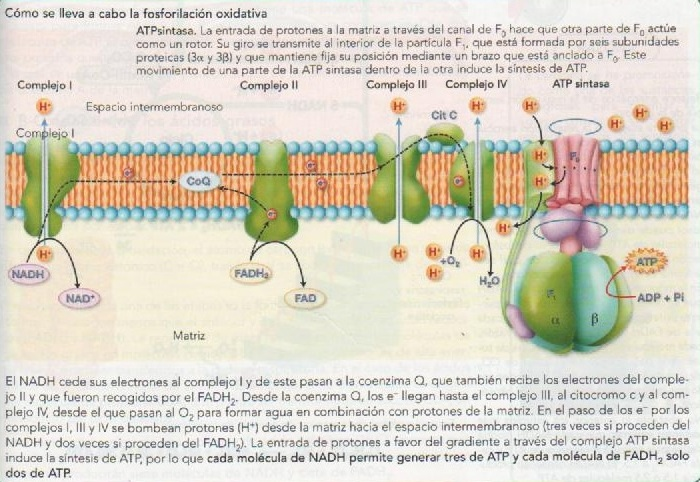 Cómo se lleva a cabo la fosforilación oxidativa
ATPsintasa. La entrada de protones a la matriz a través del canal de F0 hace que otra parte de F0 actúe
como un rotor. Su giro se transmite al interior de la partícula F1, que está formada por seis subunidades
proteicas (3α y 3β) y que mantiene fija su posición mediante un brazo que está anclado a F0. Este
movimiento de una parte de la ATP sintasa dentro de la otra induce la síntesis de ATP.
Complejo I Complejo II Complejo III Complejo IV ATP sintasa
H+ H+ H+ H+ H+ H+ H+
Espacio intermembranoso
Cit C
Complejo I
H+ F0
CoQ e- e- e- H+
e-
H+
H+ H+ H+ H+
NADH FADH2 H+ +O2 H2O ATP
NAD+ FAD F1 ADP + Pi
α β
Matriz
El NADH cede sus electrones al complejo I y de este pasan a la coenzima Q, que también recibe los electrones del comple-
jo II y que fueron recogidos por el FADH2. Desde la coenzima Q, los e- llegan hasta el complejo III, al citocromo c y al com-
plejo IV, desde el que pasan al O2 para formar agua en combinación con protones de la matriz. En el paso de los e- por los
complejos I, III y IV se bombean protones (H+) desde la matriz hacia el espacio intermembranoso (tres veces si proceden del
NADH y dos veces si proceden del FADH2). La entrada de protones a favor del gradiente a través del complejo ATP sintasa
induce la síntesis de ATP, por lo que cada molécula de NADH permite generar tres de ATP y cada molécula de FADH2 solo
dos de ATP.